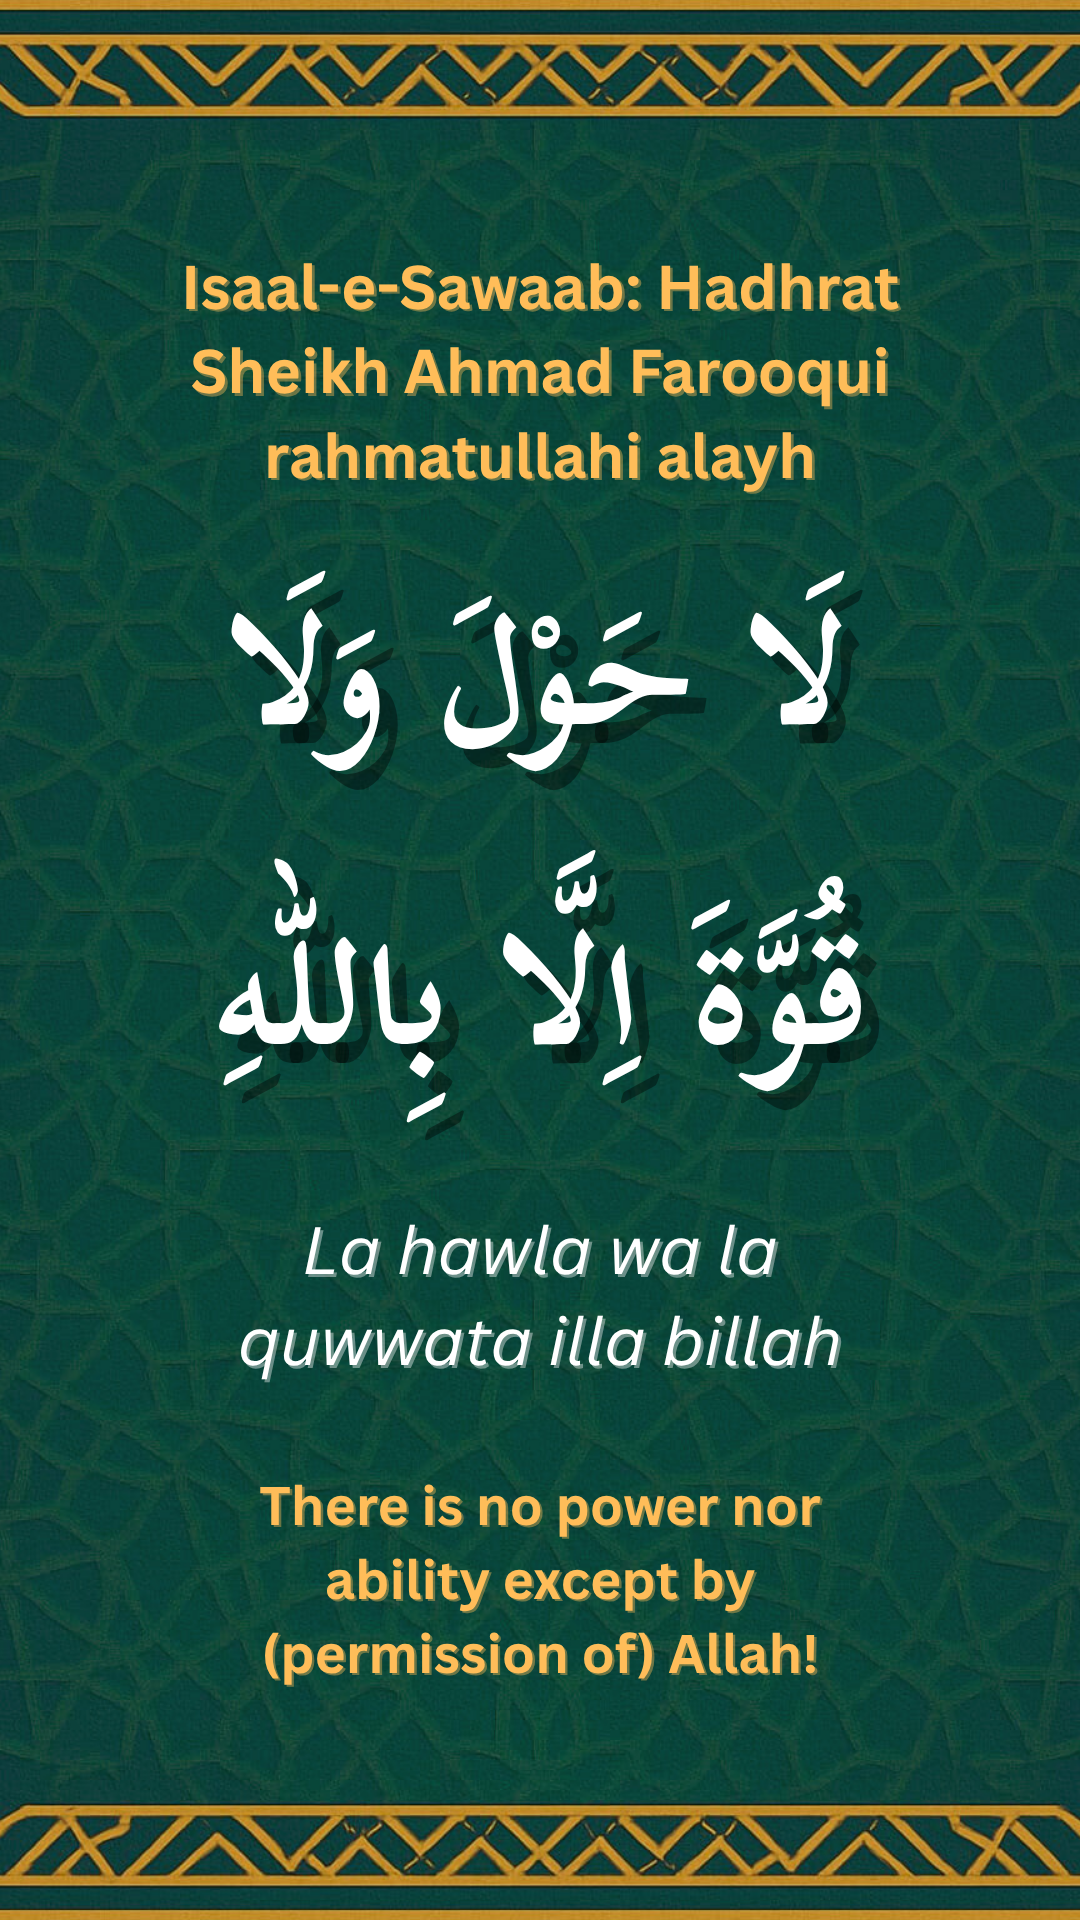 Isaal-e-Sawaab: Hadhrat
Sheikh Ahmad Farooqui
rahmatullahi alayh
لَا حَوْلَ وَلَا
قُوَّةَ اِلَّا بِاللّٰهِ
La hawla wa la
quwwata illa billah
There is no power nor
ability except by
(permission of) Allah!